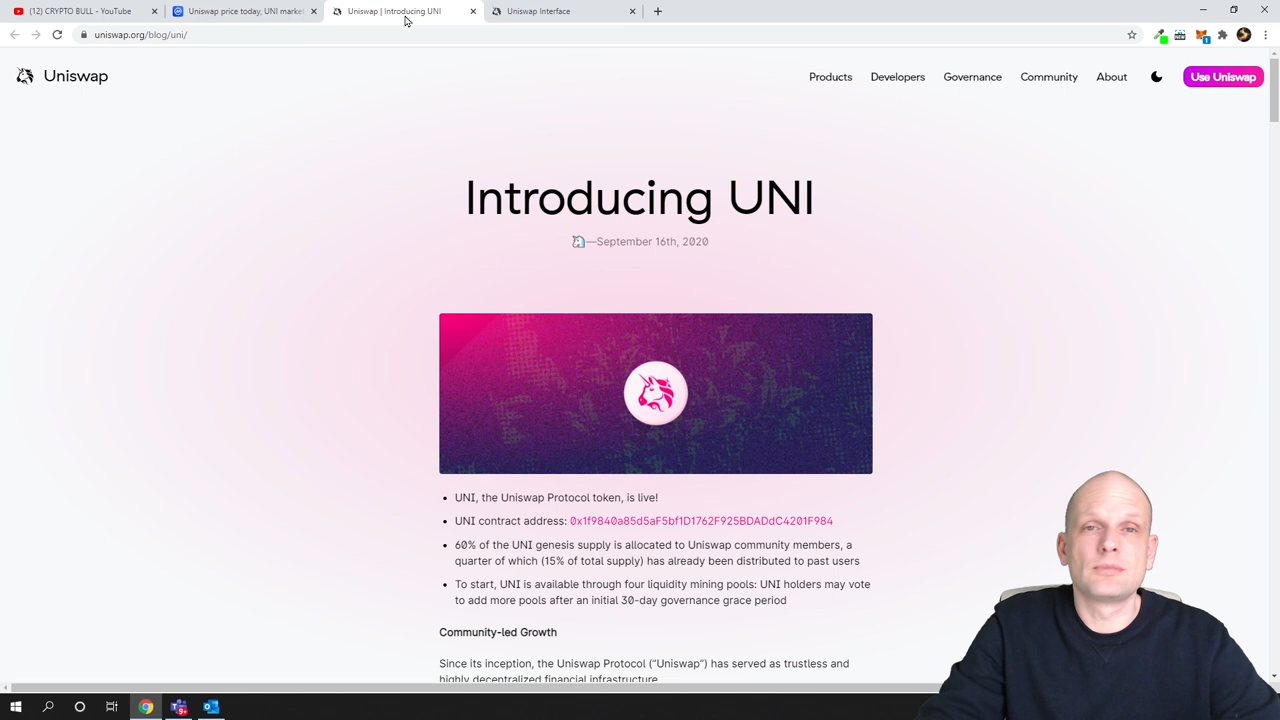 (12) CRYPTO BULL - YouTube
Uniswap price today, UNI market
Uniswap | Introducing UNI
Uniswap Interface
uniswap.org/blog/uni/
Uniswap
Products
Developers
Governance
Community
About
Use Uniswap
Introducing UNI
—September 16th, 2020
• UNI, the Uniswap Protocol token, is live!
• UNI contract address: 0x1f9840a85d5aF5bf1D1762F925BDADdC4201F984
• 60% of the UNI genesis supply is allocated to Uniswap community members, a
quarter of which (15% of total supply) has already been distributed to past users
• To start, UNI is available through four liquidity mining pools: UNI holders may vote
to add more pools after an initial 30-day governance grace period
Community-led Growth
Since its inception, the Uniswap Protocol (“Uniswap”) has served as trustless and
highly decentralized financial infrastructure.